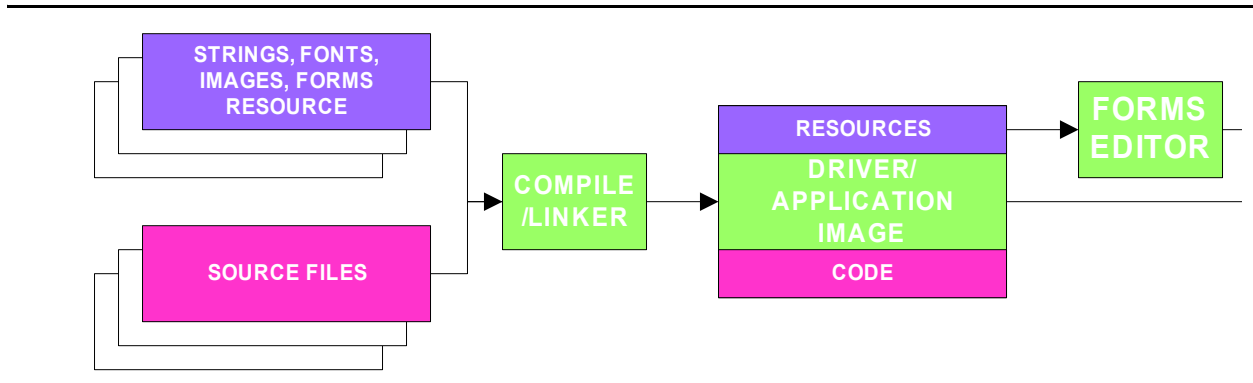 STRINGS, FONTS,
IMAGES, FORMS
RESOURCE
SOURCE FILES
COMPILE
/LINKER
RESOURCES
DRIVER/
APPLICATION
IMAGE
CODE
FORMS
EDITOR